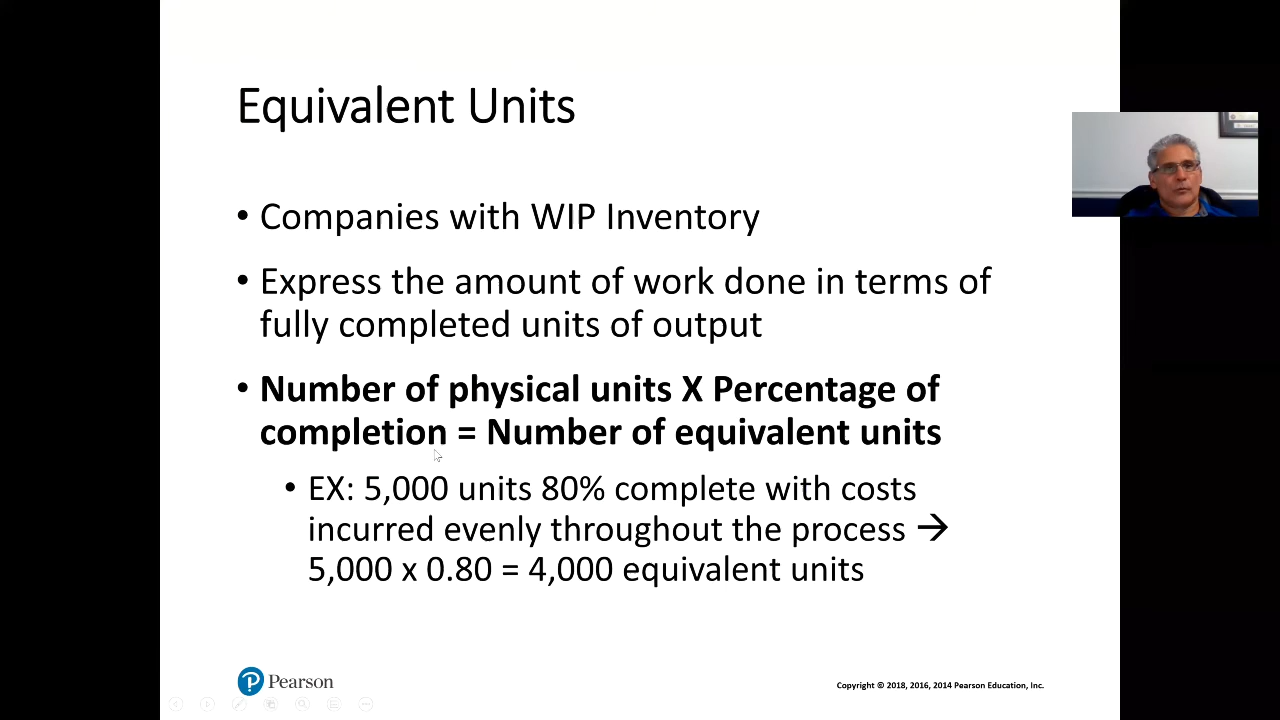 Equivalent Units
• Companies with WIP Inventory
• Express the amount of work done in terms of
fully completed units of output
• Number of physical units X Percentage of
completion = Number of equivalent units
• EX: 5,000 units 80% complete with costs
incurred evenly throughout the process →
5,000 x 0.80 = 4,000 equivalent units
P Pearson
Copyright © 2018, 2016, 2014 Pearson Education, Inc.